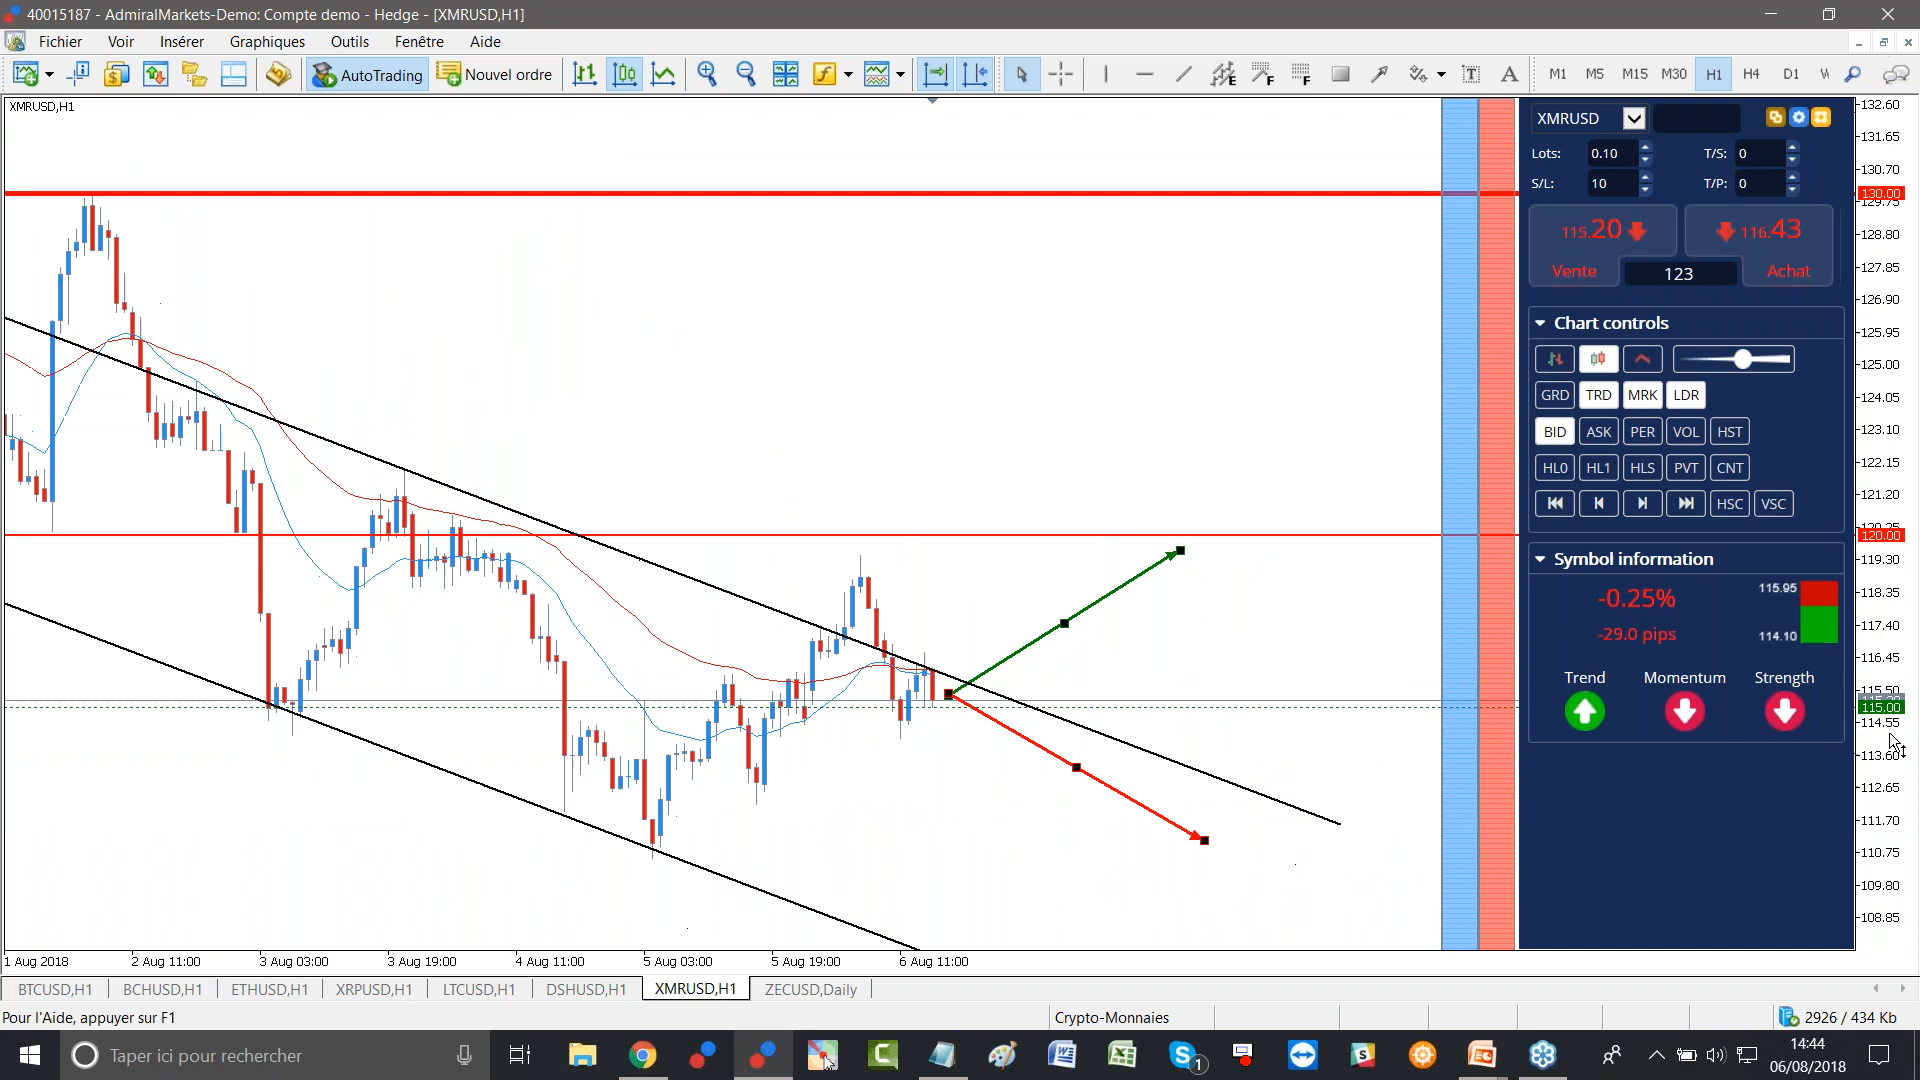 40015187 - AdmiralMarkets-Demo: Compte demo - Hedge - [XMRUSD,H1]
Fichier Voir Insérer Graphiques Outils Fenêtre Aide
AutoTrading Nouvel ordre M1 M5 M15 M30 H1 H4 D1
XMRUSD,H1
132.60
131.65
130.70
130.00
129.75
128.80
127.85
126.90
125.95
125.00
124.05
123.10
122.15
121.20
120.25
120.00
119.30
118.35
117.40
116.45
115.50
115.00
114.55
113.60
112.65
111.70
110.75
109.80
108.85
XMRUSD
Lots: 0.10 T/S: 0
S/L: 10 T/P: 0
115.20 116.43
Vente 123 Achat
Chart controls
GRD TRD MRK LDR
BID ASK PER VOL HST
HL0 HL1 HLS PVT CNT
HSC VSC
Symbol information
-0.25% 115.95
-29.0 pips 114.10
Trend Momentum Strength
1 Aug 2018 2 Aug 11:00 3 Aug 03:00 3 Aug 19:00 4 Aug 11:00 5 Aug 03:00 5 Aug 19:00 6 Aug 11:00
BTCUSD,H1 BCHUSD,H1 ETHUSD,H1 XRPUSD,H1 LTCUSD,H1 DSHUSD,H1 XMRUSD,H1 ZECUSD,Daily
Pour l'Aide, appuyer sur F1 Crypto-Monnaies 2926 / 434 Kb
Taper ici pour rechercher 1 14:44
06/08/2018